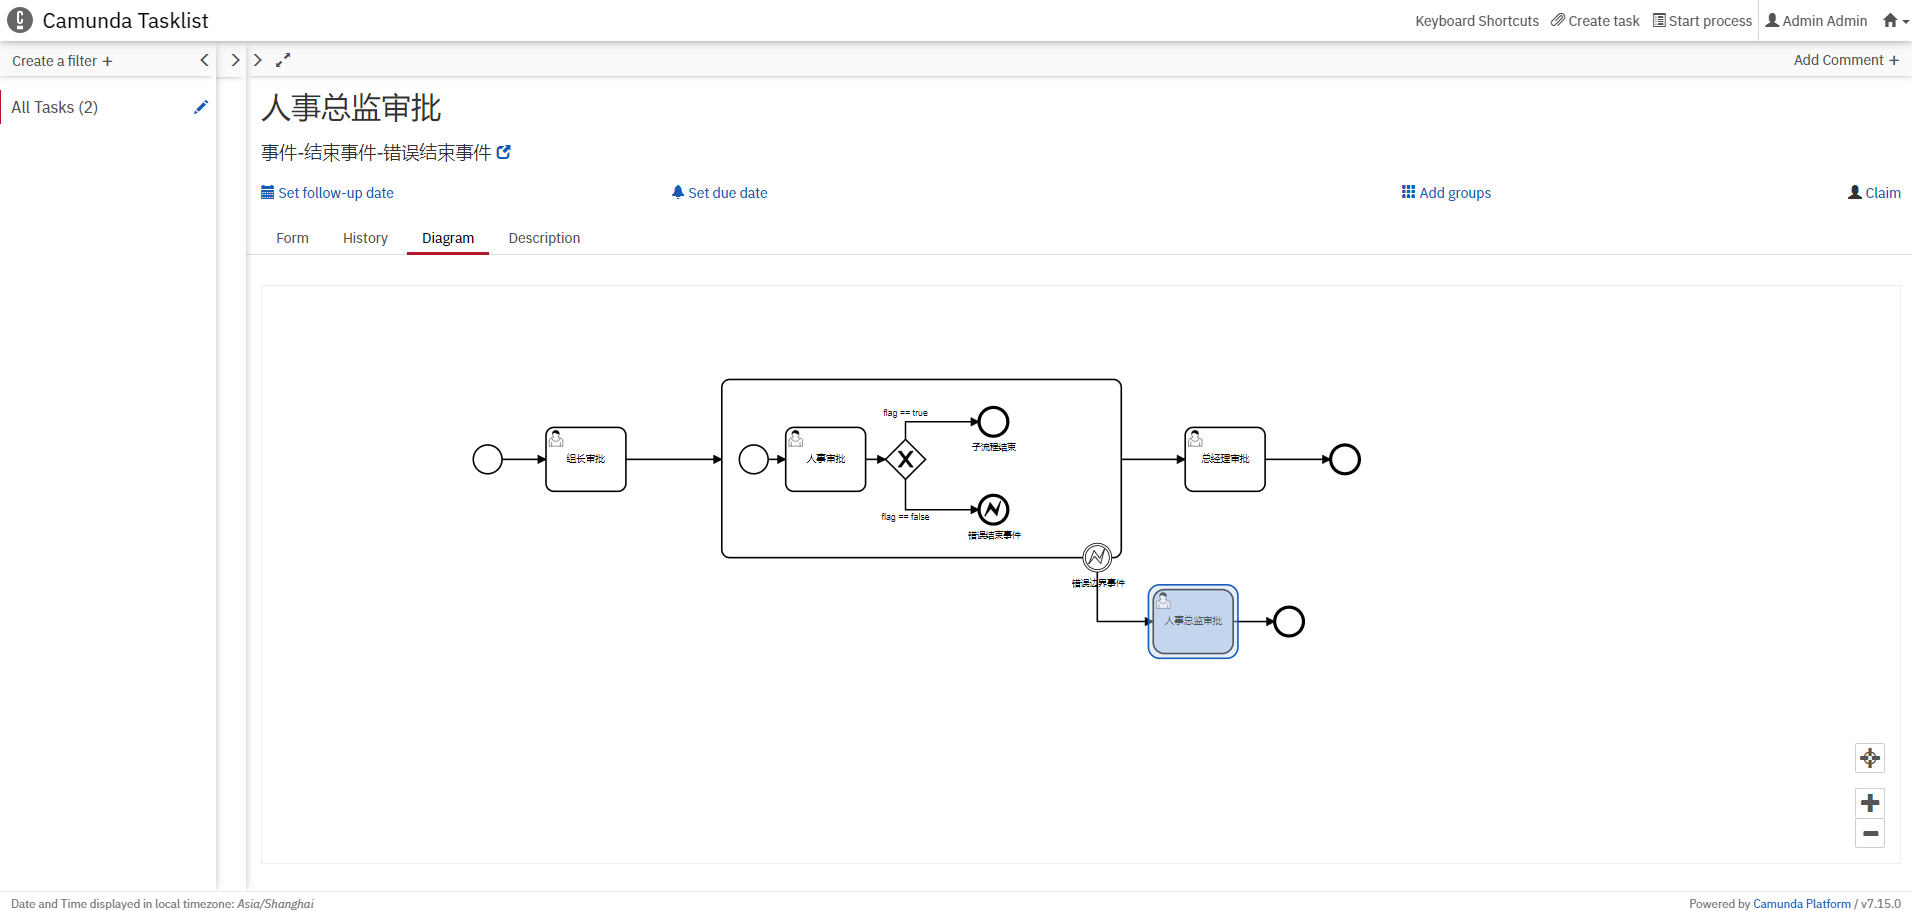 Camunda Tasklist
Keyboard Shortcuts
Create task
Start process
Admin Admin
Create a filter +
Add Comment +
All Tasks (2)
人事总监审批
事件-结束事件-错误结束事件
Set follow-up date
Set due date
Add groups
Claim
Form
History
Diagram
Description
组长审批
人事审批
flag == true
子流程结束
flag == false
错误结束事件
错误边界事件
总经理审批
人事总监审批
Date and Time displayed in local timezone: Asia/Shanghai
Powered by Camunda Platform / v7.15.0